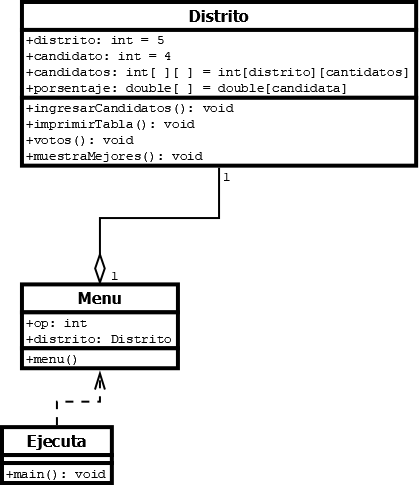 Distrito
+distrito: int = 5
+candidato: int = 4
+candidatos: int[ ][ ] = int[distrito][cantidatos]
+porsentaje: double[ ] = double[candidata]
+ingresarCandidatos(): void
+imprimirTabla(): void
+votos(): void
+muestraMejores(): void
1
1
Menu
+op: int
+distrito: Distrito
+menu()
Ejecuta
+main(): void